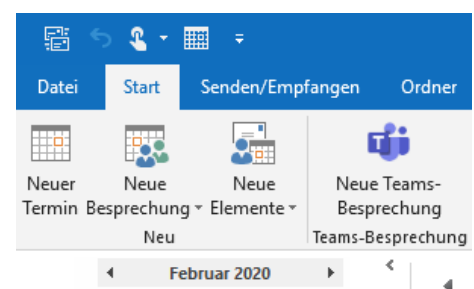 Datei Start Senden/Empfangen Ordner
Neuer Neue Neue Neue Teams-
Termin Besprechung Elemente Besprechung
Neu Teams-Besprechung
Februar 2020